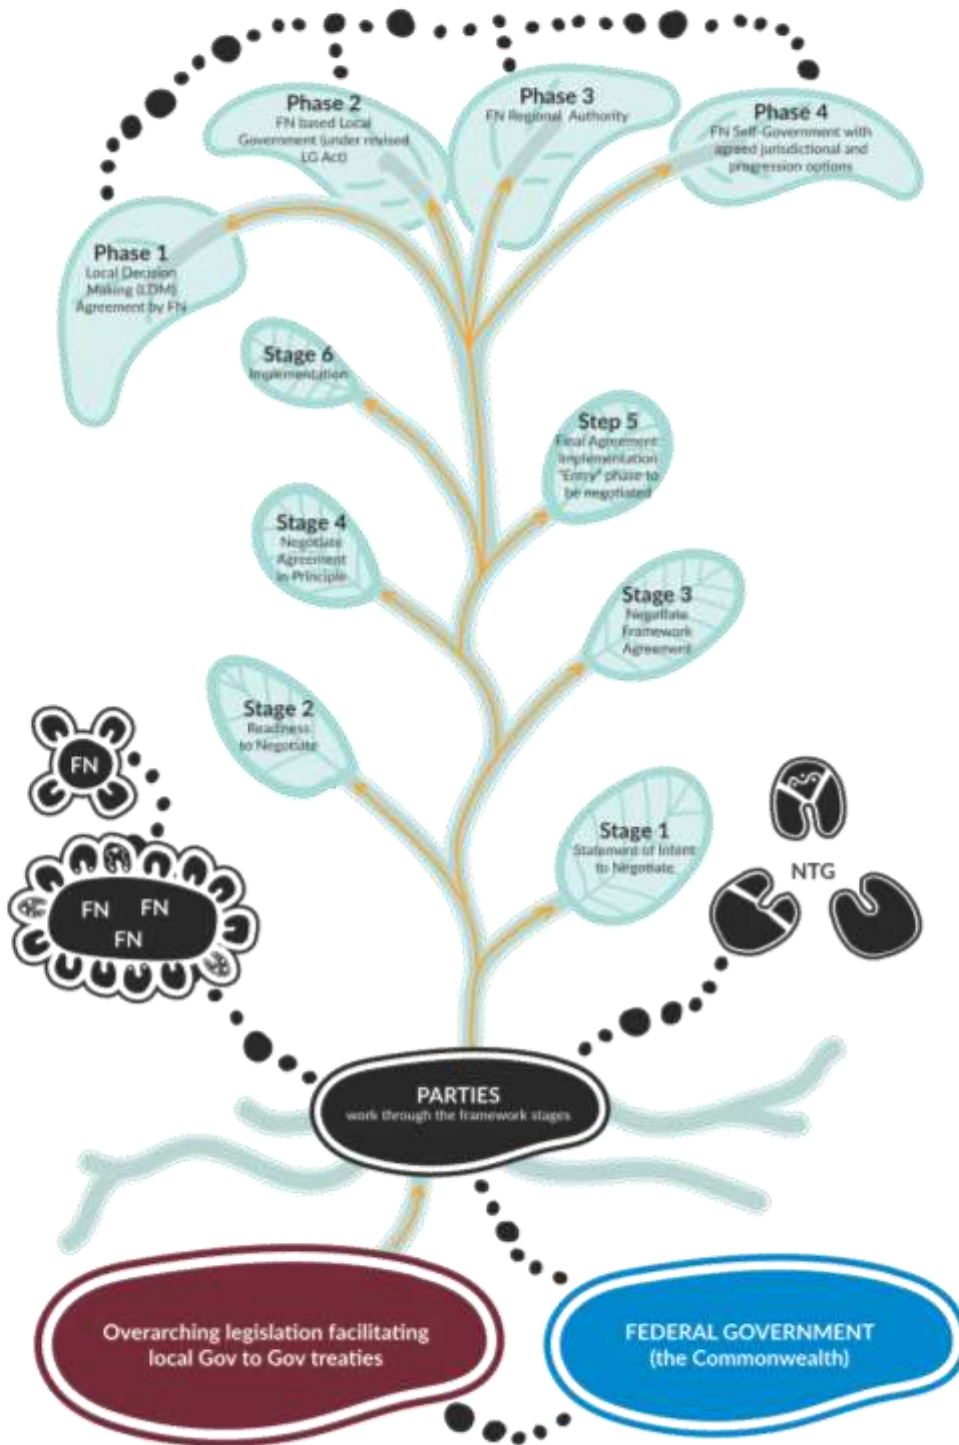 Phase 2
FN based Local
Government (under revised
LG Act)
Phase 3
FN Regional Authority
Phase 4
FN Self-Government with
agreed jurisdictional and
progression options
Phase 1
Local Decision
Making (LDM)
Agreement by FN
Stage 6
Implementation
Step 5
Final Agreement
Implementation
"Entry" phase to
be negotiated
Stage 4
Negotiate
Agreement
in Principle
Stage 3
Negotiate
Framework
Agreement
Stage 2
Readiness
to Negotiate
Stage 1
Statement of Intent
to Negotiate
FN
FN FN
FN
NTG
PARTIES
work through the framework stages
Overarching legislation facilitating
local Gov to Gov treaties
FEDERAL GOVERNMENT
(the Commonwealth)